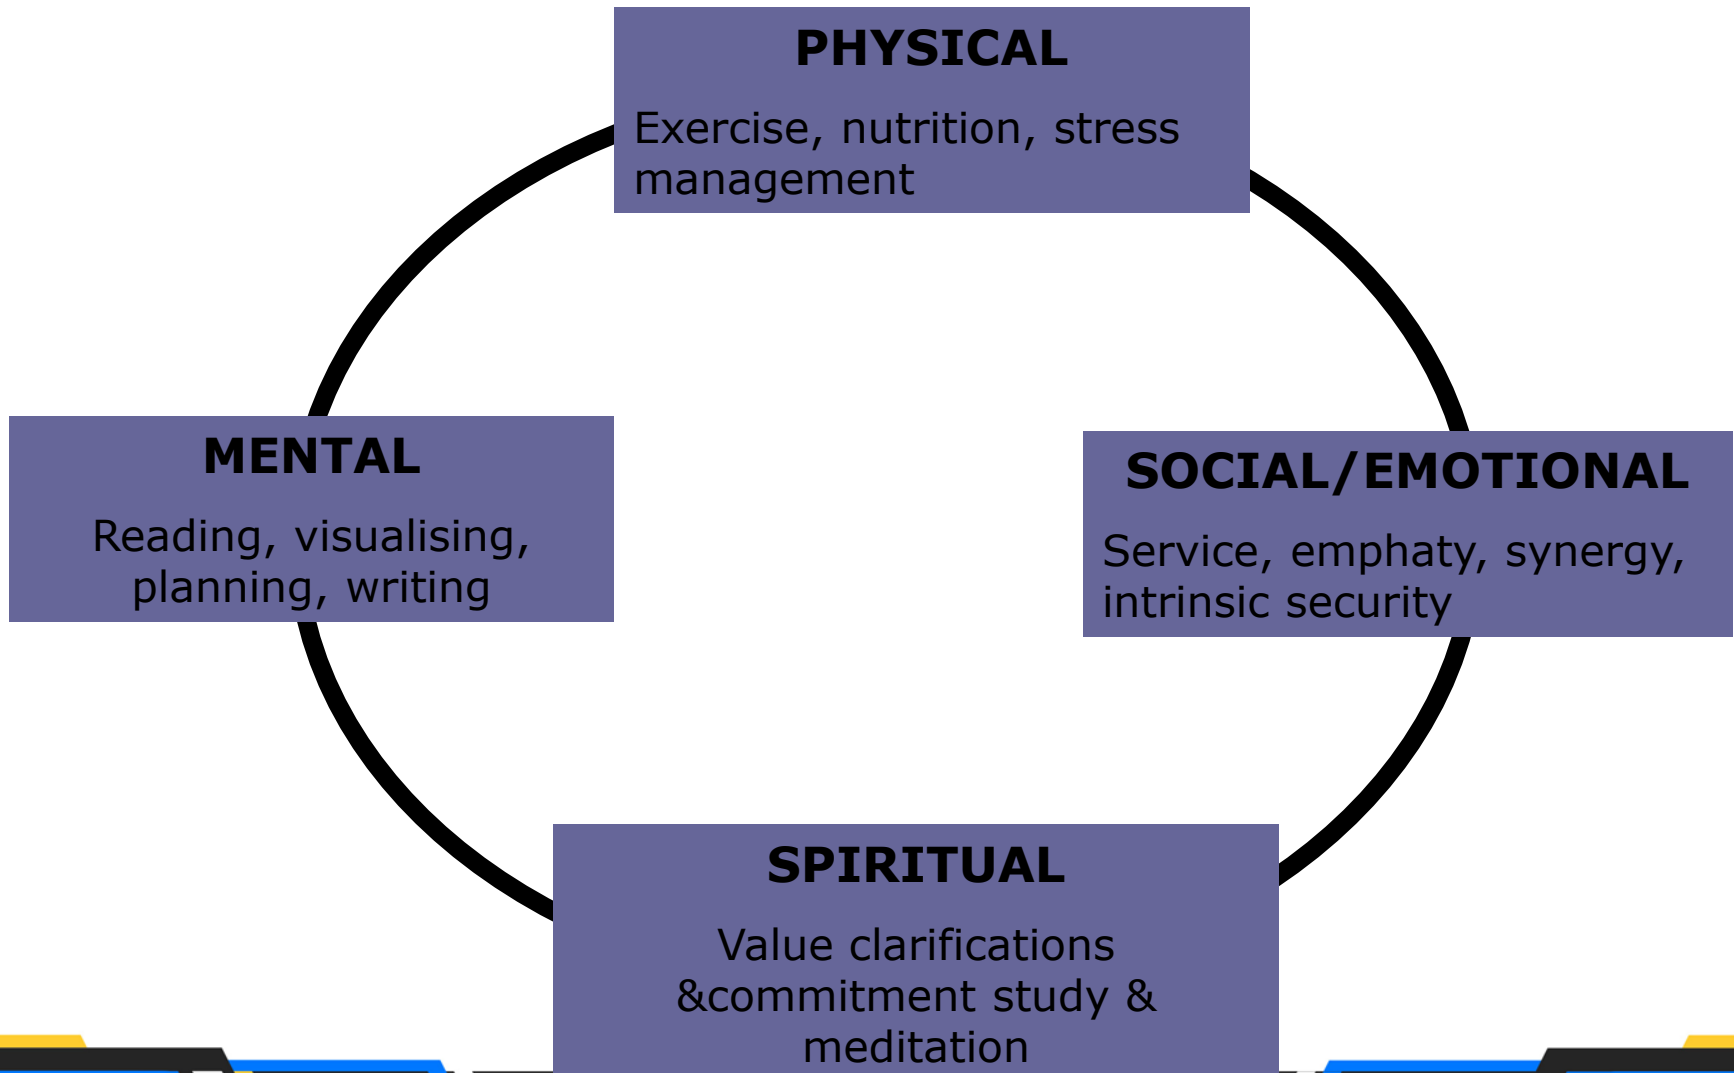 PHYSICAL
Exercise, nutrition, stress
management
MENTAL
Reading, visualising,
planning, writing
SOCIAL/EMOTIONAL
Service, emphaty, synergy,
intrinsic security
SPIRITUAL
Value clarifications
&commitment study &
meditation